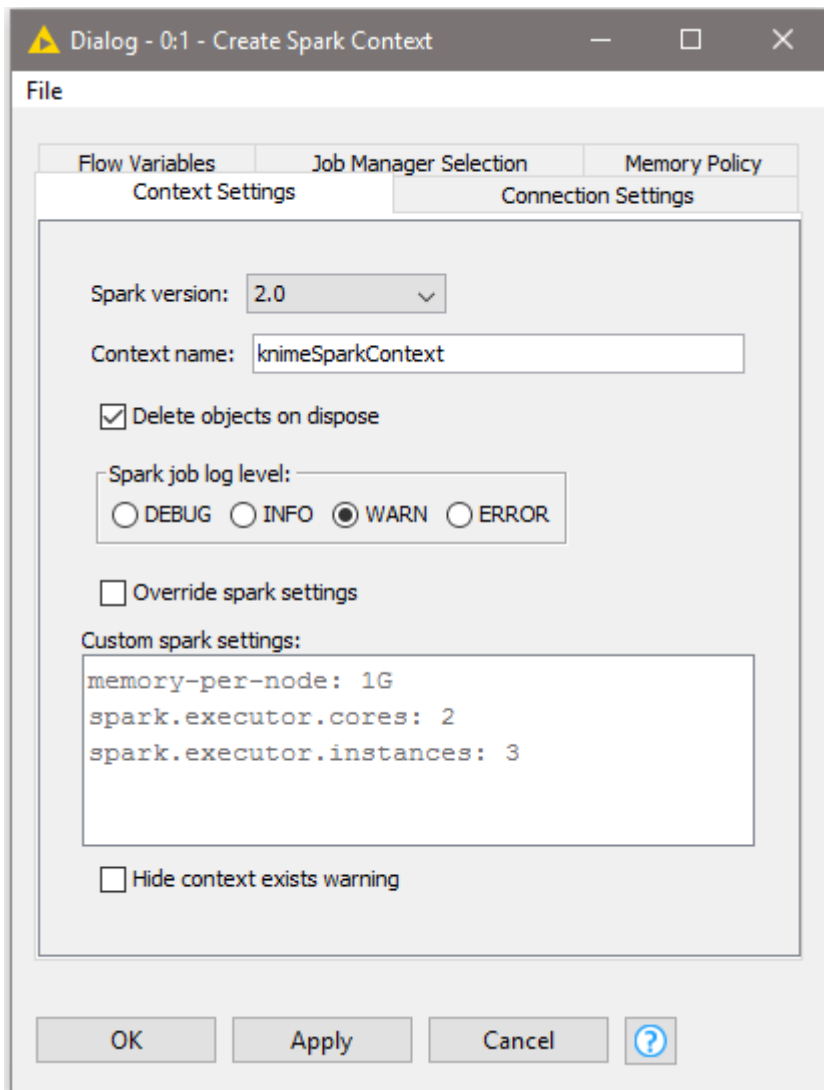 Dialog - 0:1 - Create Spark Context
File
Flow Variables Job Manager Selection Memory Policy
Context Settings Connection Settings
Spark version: 2.0
Context name: knimeSparkContext
Delete objects on dispose
Spark job log level:
DEBUG INFO WARN ERROR
Override spark settings
Custom spark settings:
memory-per-node: 1G
spark.executor.cores: 2
spark.executor.instances: 3
Hide context exists warning
OK Apply Cancel ?